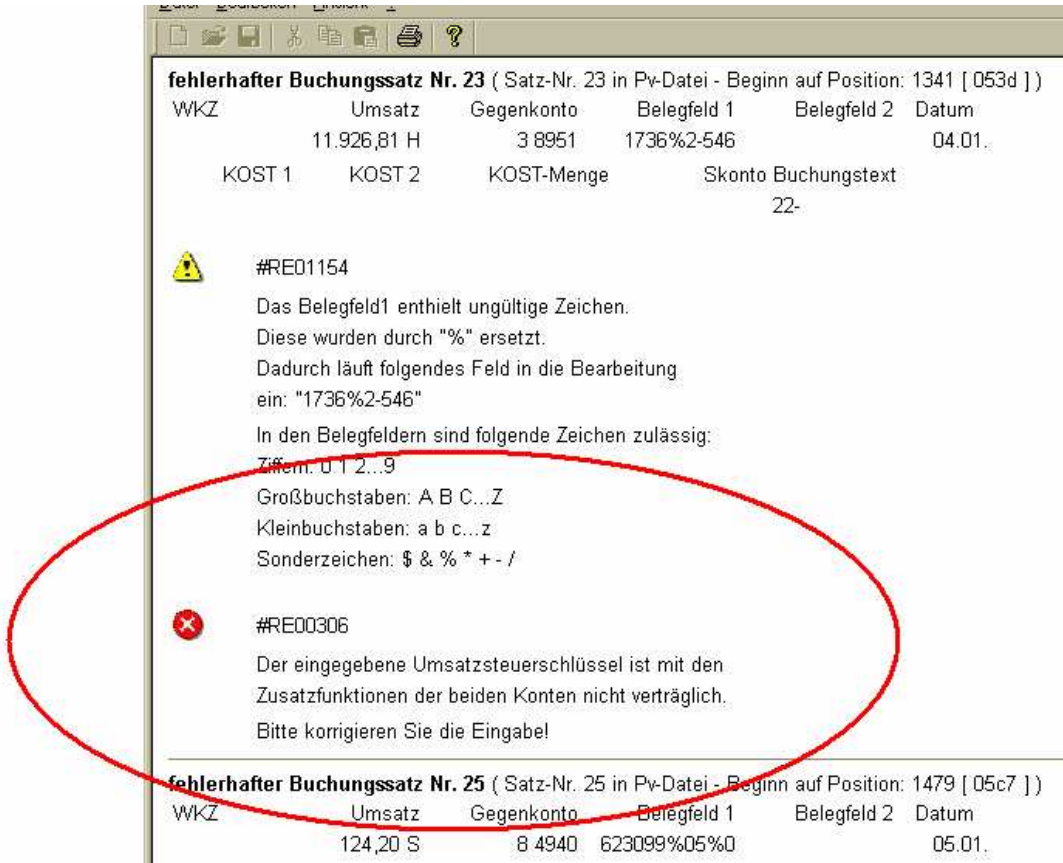 fehlerhafter Buchungssatz Nr. 23 ( Satz-Nr. 23 in Pv-Datei - Beginn auf Position: 1341 [ 053d ] )
WKZ Umsatz Gegenkonto Belegfeld 1 Belegfeld 2 Datum
11.926,81 H 3 8951 1736%2-546 04.01.
KOST 1 KOST 2 KOST-Menge Skonto Buchungstext
22-
#RE01154
Das Belegfeld1 enthielt ungültige Zeichen.
Diese wurden durch "%" ersetzt.
Dadurch läuft folgendes Feld in die Bearbeitung
ein: "1736%2-546"
In den Belegfeldern sind folgende Zeichen zulässig:
Ziffern: 0 1 2...9
Großbuchstaben: A B C...Z
Kleinbuchstaben: a b c...z
Sonderzeichen: $ & % * + - /
#RE00306
Der eingegebene Umsatzsteuerschlüssel ist mit den
Zusatzfunktionen der beiden Konten nicht verträglich.
Bitte korrigieren Sie die Eingabe!
fehlerhafter Buchungssatz Nr. 25 ( Satz-Nr. 25 in Pv-Datei - Beginn auf Position: 1479 [ 05c7 ] )
WKZ Umsatz Gegenkonto Belegfeld 1 Belegfeld 2 Datum
124,20 S 8 4940 623099%05%0 05.01.